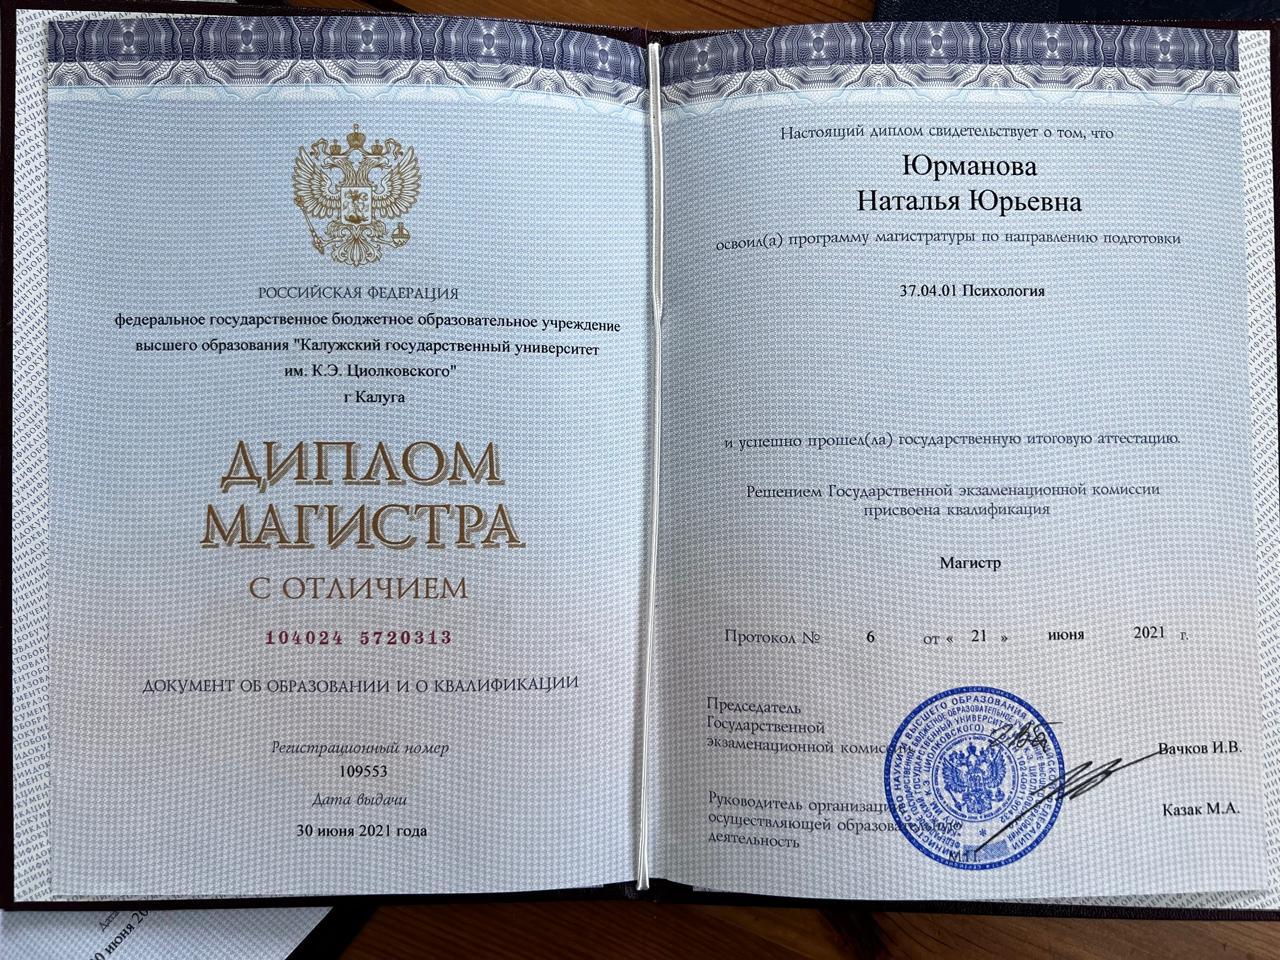 РОССИЙСКАЯ ФЕДЕРАЦИЯ
федеральное государственное бюджетное образовательное учреждение
высшего образования "Калужский государственный университет
им. К.Э. Циолковского"
г Калуга
ДИПЛОМ
МАГИСТРА
С ОТЛИЧИЕМ
104024 5720313
ДОКУМЕНТ ОБ ОБРАЗОВАНИИ И О КВАЛИФИКАЦИИ
Регистрационный номер
109553
Дата выдачи
30 июня 2021 года
Настоящий диплом свидетельствует о том, что
Юрманова
Наталья Юрьевна
освоил(а) программу магистратуры по направлению подготовки
37.04.01 Психология
и успешно прошел(ла) государственную итоговую аттестацию.
Решением Государственной экзаменационной комиссии
присвоена квалификация
Магистр
Протокол № 6 от « 21 » июня 2021 г.
Председатель
Государственной
экзаменационной комиссии
Вачков И.В.
Руководитель организации,
осуществляющей образовательную
деятельность
Казак М.А.
М.П.